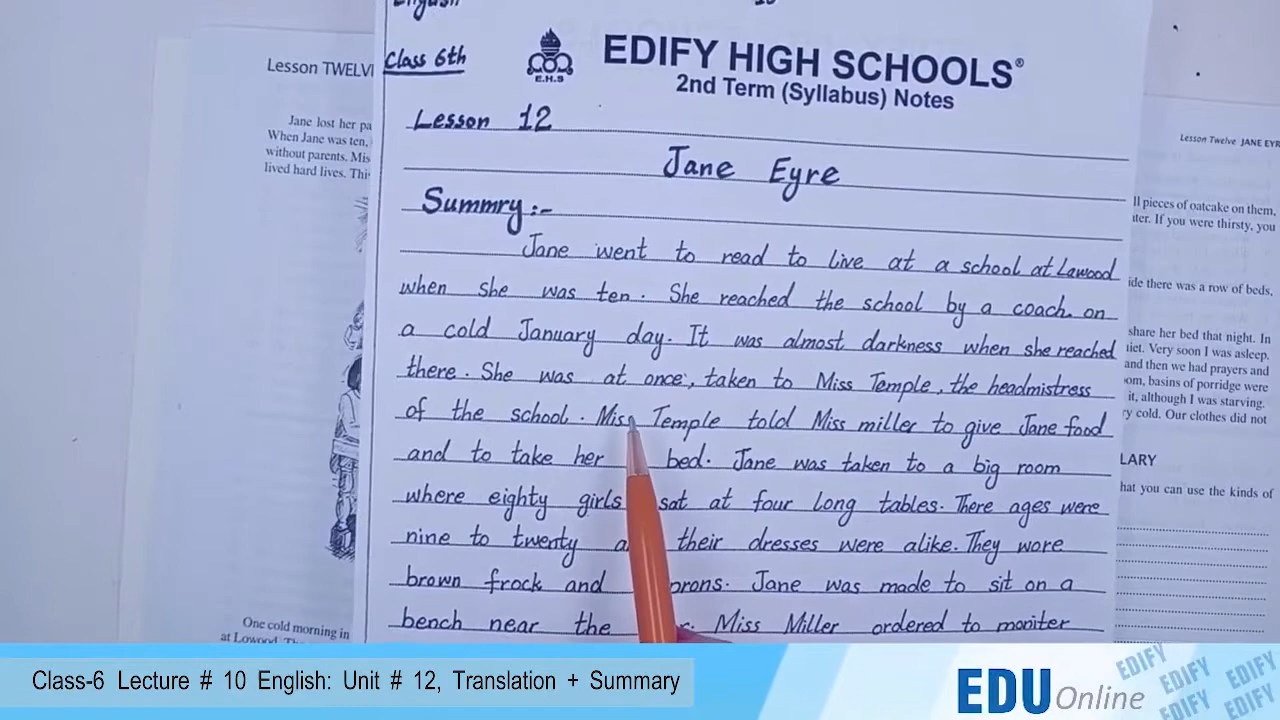 English
Class 6th
E.H.S
EDIFY HIGH SCHOOLS®
2nd Term (Syllabus) Notes
Lesson 12
Jane Eyre
Summry:-
Jane went to read to live at a school at Lawood
when she was ten. She reached the school by a coach on
a cold January day. It was almost darkness when she reached
there. She was at once, taken to Miss Temple, the headmistress
of the school. Miss Temple told Miss miller to give Jane food
and to take her bed. Jane was taken to a big room
where eighty girls sat at four long tables. There ages were
nine to twenty their dresses were alike. They wore
brown frock and prons. Jane was made to sit on a
bench near the Miss Miller ordered to moniter
Lesson TWELV
Jane lost her pa
When Jane was ten,
without parents. Mis
lived hard lives. Thi
One cold morning in
at Lowood.
Lesson Twelve JANE EYR
ll pieces of oatcake on them,
iter. If you were thirsty, you
ide there was a row of beds,
share her bed that night. In
iet. Very soon I was asleep.
and then we had prayers and
om, basins of porridge were
it, although I was starving.
ry cold. Our clothes did not
LARY
hat you can use the kinds of
Class-6 Lecture # 10 English: Unit # 12, Translation + Summary
EDU Online
EDIFY EDIFY EDIFY
EDIFY EDIFY EDIFY